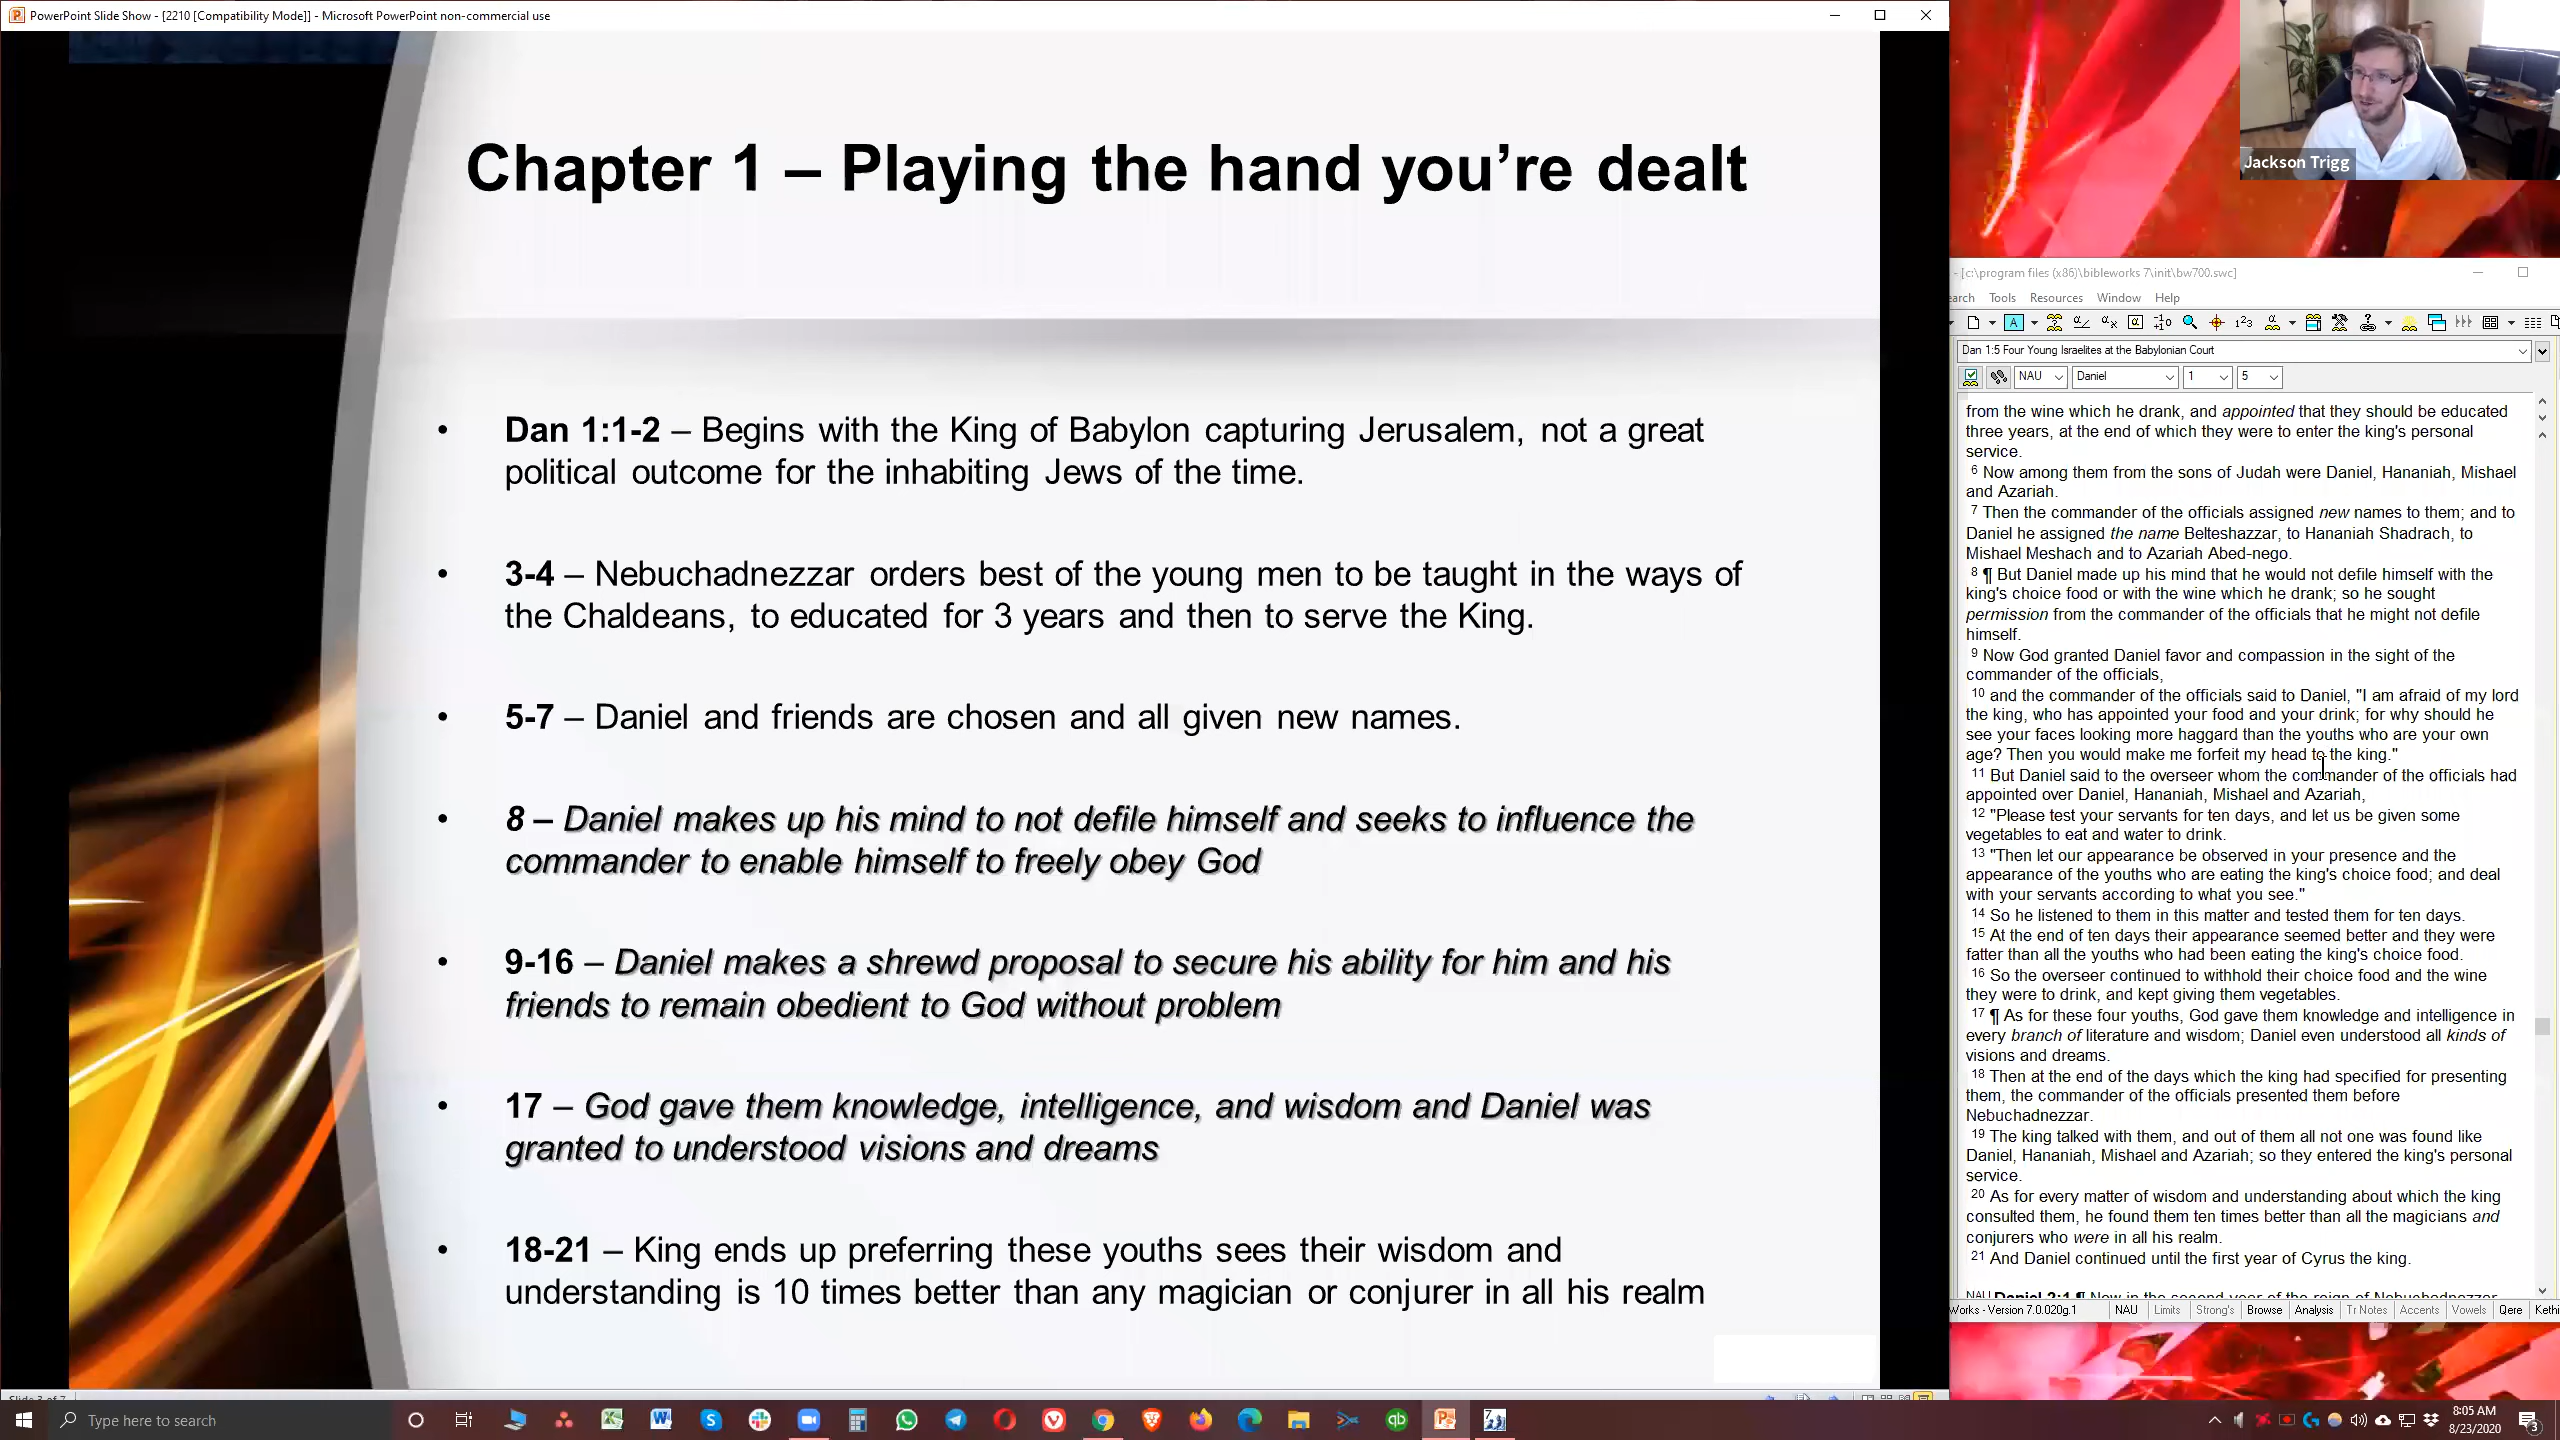 PowerPoint Slide Show - [2210 [Compatibility Mode]] - Microsoft PowerPoint non-commercial use
Chapter 1 – Playing the hand you’re dealt
• Dan 1:1-2 – Begins with the King of Babylon capturing Jerusalem, not a great
political outcome for the inhabiting Jews of the time.
• 3-4 – Nebuchadnezzar orders best of the young men to be taught in the ways of
the Chaldeans, to educated for 3 years and then to serve the King.
• 5-7 – Daniel and friends are chosen and all given new names.
• 8 – Daniel makes up his mind to not defile himself and seeks to influence the
commander to enable himself to freely obey God
• 9-16 – Daniel makes a shrewd proposal to secure his ability for him and his
friends to remain obedient to God without problem
• 17 – God gave them knowledge, intelligence, and wisdom and Daniel was
granted to understood visions and dreams
• 18-21 – King ends up preferring these youths sees their wisdom and
understanding is 10 times better than any magician or conjurer in all his realm
Jackson Trigg
- [c:\program files (x86)\bibleworks 7\init\bw700.swc]
earch Tools Resources Window Help
Dan 1:5 Four Young Israelites at the Babylonian Court
NAU Daniel 1 5
from the wine which he drank, and appointed that they should be educated
three years, at the end of which they were to enter the king's personal
service.
6 Now among them from the sons of Judah were Daniel, Hananiah, Mishael
and Azariah.
7 Then the commander of the officials assigned new names to them; and to
Daniel he assigned the name Belteshazzar, to Hananiah Shadrach, to
Mishael Meshach and to Azariah Abed-nego.
8 ¶ But Daniel made up his mind that he would not defile himself with the
king's choice food or with the wine which he drank; so he sought
permission from the commander of the officials that he might not defile
himself.
9 Now God granted Daniel favor and compassion in the sight of the
commander of the officials,
10 and the commander of the officials said to Daniel, "I am afraid of my lord
the king, who has appointed your food and your drink; for why should he
see your faces looking more haggard than the youths who are your own
age? Then you would make me forfeit my head to the king."
11 But Daniel said to the overseer whom the commander of the officials had
appointed over Daniel, Hananiah, Mishael and Azariah,
12 "Please test your servants for ten days, and let us be given some
vegetables to eat and water to drink.
13 "Then let our appearance be observed in your presence and the
appearance of the youths who are eating the king's choice food; and deal
with your servants according to what you see."
14 So he listened to them in this matter and tested them for ten days.
15 At the end of ten days their appearance seemed better and they were
fatter than all the youths who had been eating the king's choice food.
16 So the overseer continued to withhold their choice food and the wine
they were to drink, and kept giving them vegetables.
17 ¶ As for these four youths, God gave them knowledge and intelligence in
every branch of literature and wisdom; Daniel even understood all kinds of
visions and dreams.
18 Then at the end of the days which the king had specified for presenting
them, the commander of the officials presented them before
Nebuchadnezzar.
19 The king talked with them, and out of them all not one was found like
Daniel, Hananiah, Mishael and Azariah; so they entered the king's personal
service.
20 As for every matter of wisdom and understanding about which the king
consulted them, he found them ten times better than all the magicians and
conjurers who were in all his realm.
21 And Daniel continued until the first year of Cyrus the king.
NAU Daniel 2:1 ¶ Now in the second year of the reign of Nebuchadnezzar
Works - Version 7.0.020g.1 NAU Limits Strong's Browse Analysis Tr Notes Accents Vowels Qere Kethi
Slide 3 of 7
Type here to search
8:05 AM
8/23/2020
3